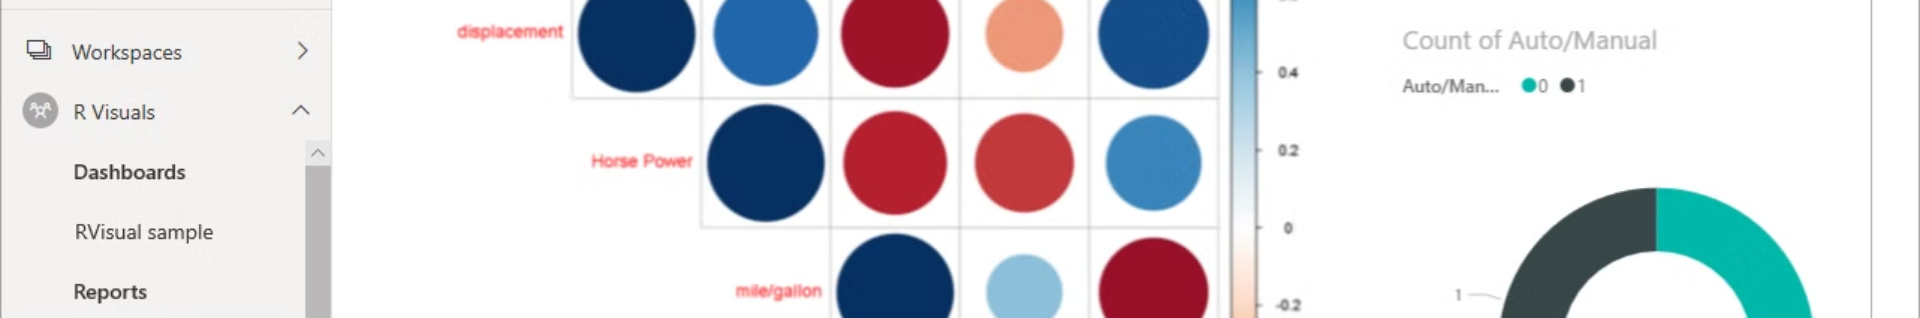 Workspaces
R Visuals
Dashboards
RVisual sample
Reports
displacement
Horse Power
mile/gallon
0.4
0.2
0
-0.2
Count of Auto/Manual
Auto/Man... 0 1
1